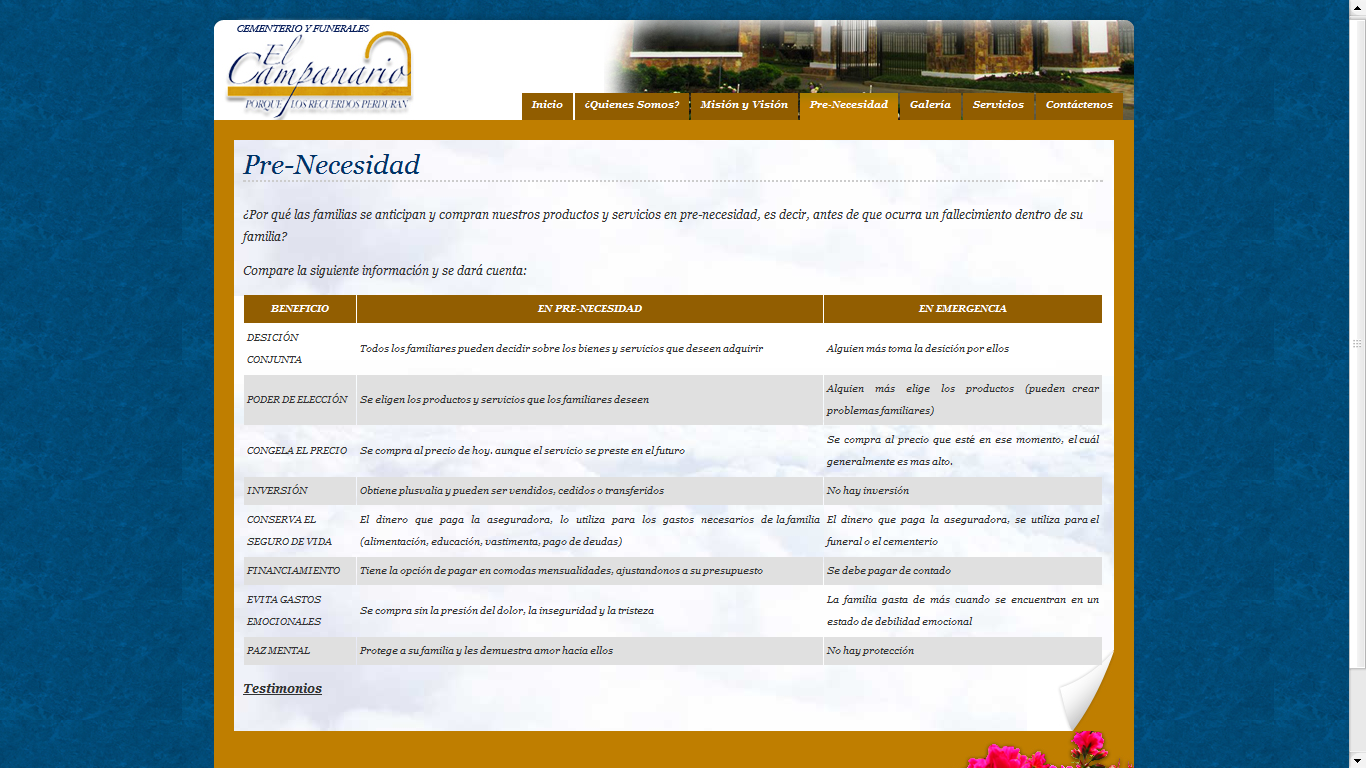 CEMENTERIO Y FUNERALES
El
Campanario
PORQUE LOS RECUERDOS PERDURAN
Inicio
¿Quienes Somos?
Misión y Visión
Pre-Necesidad
Galería
Servicios
Contáctenos
Pre-Necesidad
¿Por qué las familias se anticipan y compran nuestros productos y servicios en pre-necesidad, es decir, antes de que ocurra un fallecimiento dentro de su
familia?
Compare la siguiente información y se dará cuenta:
BENEFICIO
EN PRE-NECESIDAD
EN EMERGENCIA
DESICIÓN
CONJUNTA
Todos los familiares pueden decidir sobre los bienes y servicios que deseen adquirir
Alguien más toma la desición por ellos
PODER DE ELECCIÓN
Se eligen los productos y servicios que los familiares deseen
Alquien más elige los productos (pueden crear
problemas familiares)
CONGELA EL PRECIO
Se compra al precio de hoy. aunque el servicio se preste en el futuro
Se compra al precio que esté en ese momento, el cuál
generalmente es mas alto.
INVERSIÓN
Obtiene plusvalia y pueden ser vendidos, cedidos o transferidos
No hay inversión
CONSERVA EL
SEGURO DE VIDA
El dinero que paga la aseguradora, lo utiliza para los gastos necesarios de la familia
(alimentación, educación, vastimenta, pago de deudas)
El dinero que paga la aseguradora, se utiliza para el
funeral o el cementerio
FINANCIAMIENTO
Tiene la opción de pagar en comodas mensualidades, ajustandonos a su presupuesto
Se debe pagar de contado
EVITA GASTOS
EMOCIONALES
Se compra sin la presión del dolor, la inseguridad y la tristeza
La familia gasta de más cuando se encuentran en un
estado de debilidad emocional
PAZ MENTAL
Protege a su familia y les demuestra amor hacia ellos
No hay protección
Testimonios